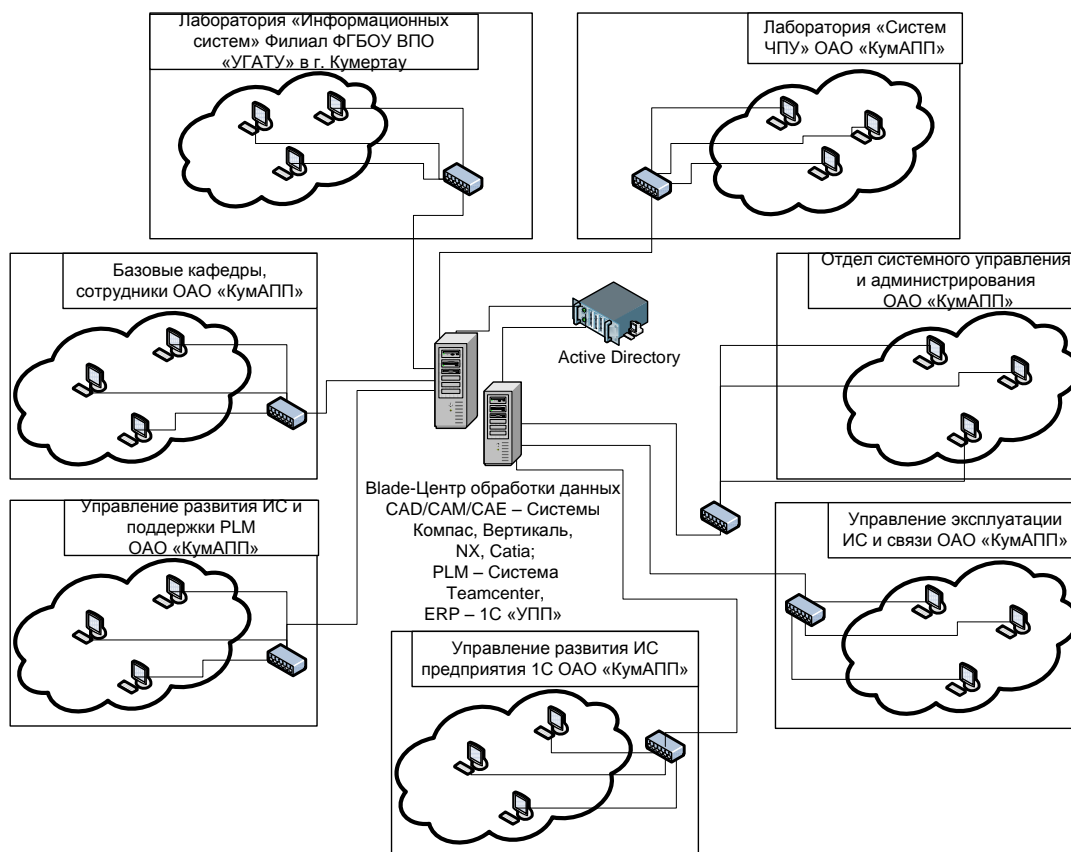 Лаборатория «Информационных
систем» Филиал ФГБОУ ВПО
«УГАТУ» в г. Кумертау
Лаборатория «Систем
ЧПУ» ОАО «КумАПП»
Базовые кафедры,
сотрудники ОАО «КумАПП»
Отдел системного управления
и администрирования
ОАО «КумАПП»
Active Directory
Blade-Центр обработки данных
CAD/CAM/CAE – Системы
Компас, Вертикаль,
NX, Catia;
PLM – Система
Teamcenter,
ERP – 1С «УПП»
Управление развития ИС и
поддержки PLM
ОАО «КумАПП»
Управление эксплуатации
ИС и связи ОАО «КумАПП»
Управление развития ИС
предприятия 1С ОАО «КумАПП»